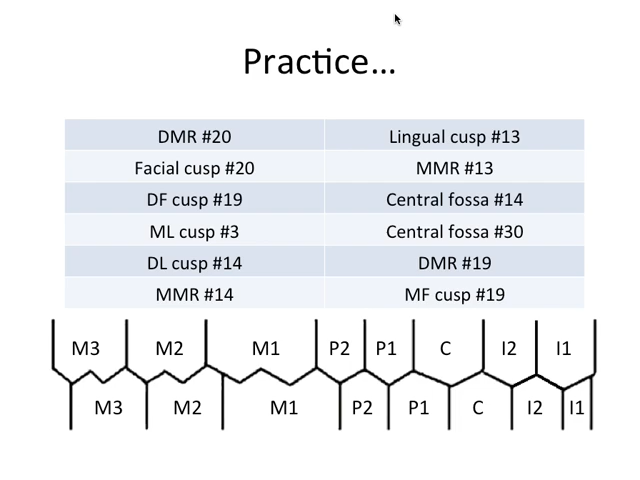 Practice...
DMR #20 Lingual cusp #13
Facial cusp #20 MMR #13
DF cusp #19 Central fossa #14
ML cusp #3 Central fossa #30
DL cusp #14 DMR #19
MMR #14 MF cusp #19
M3 M2 M1 P2 P1 C I2 I1
M3 M2 M1 P2 P1 C I2 I1